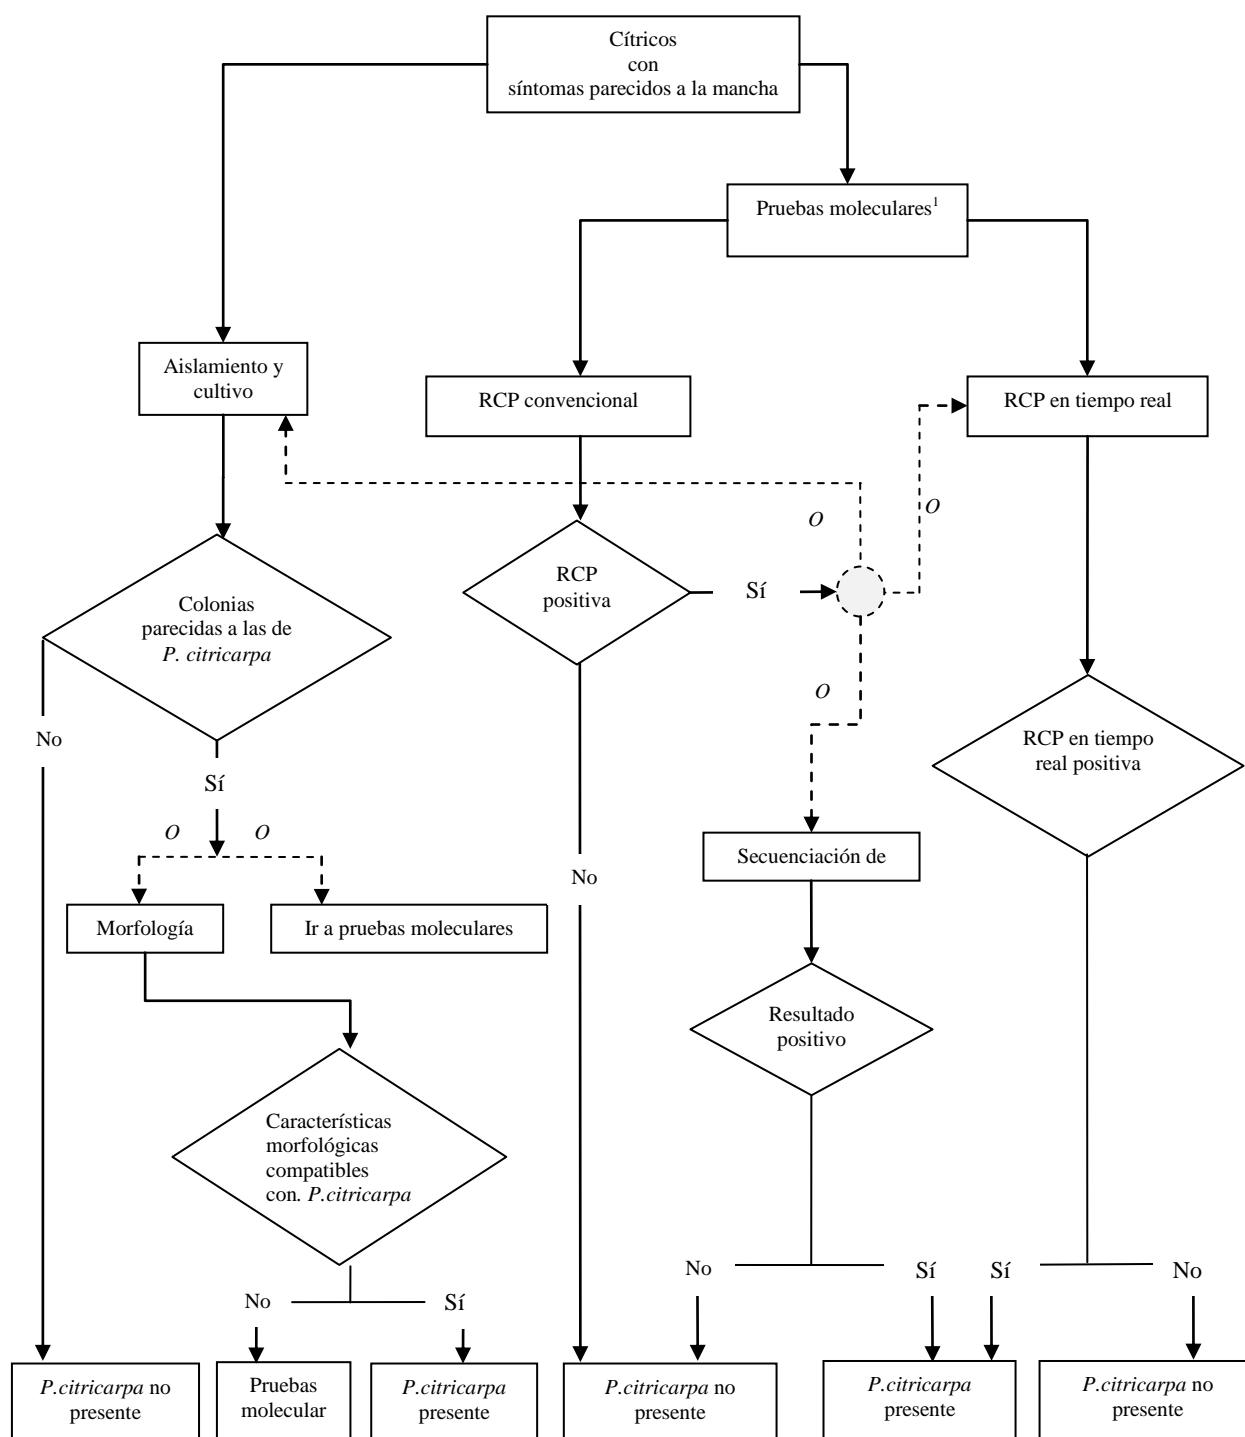 Cítricos
con
síntomas parecidos a la mancha
Pruebas moleculares¹
Aislamiento y
cultivo
RCP convencional
RCP en tiempo real
O
O
RCP
positiva
Sí
Colonias
parecidas a las de
P. citricarpa
O
No
RCP en tiempo
real positiva
Sí
O
O
Secuenciación de
No
Morfología
Ir a pruebas moleculares
Resultado
positivo
Características
morfológicas
compatibles
con. P.citricarpa
No
Sí
Sí
No
No
Sí
P.citricarpa no
presente
Pruebas
molecular
P.citricarpa
presente
P.citricarpa no
presente
P.citricarpa
presente
P.citricarpa no
presente